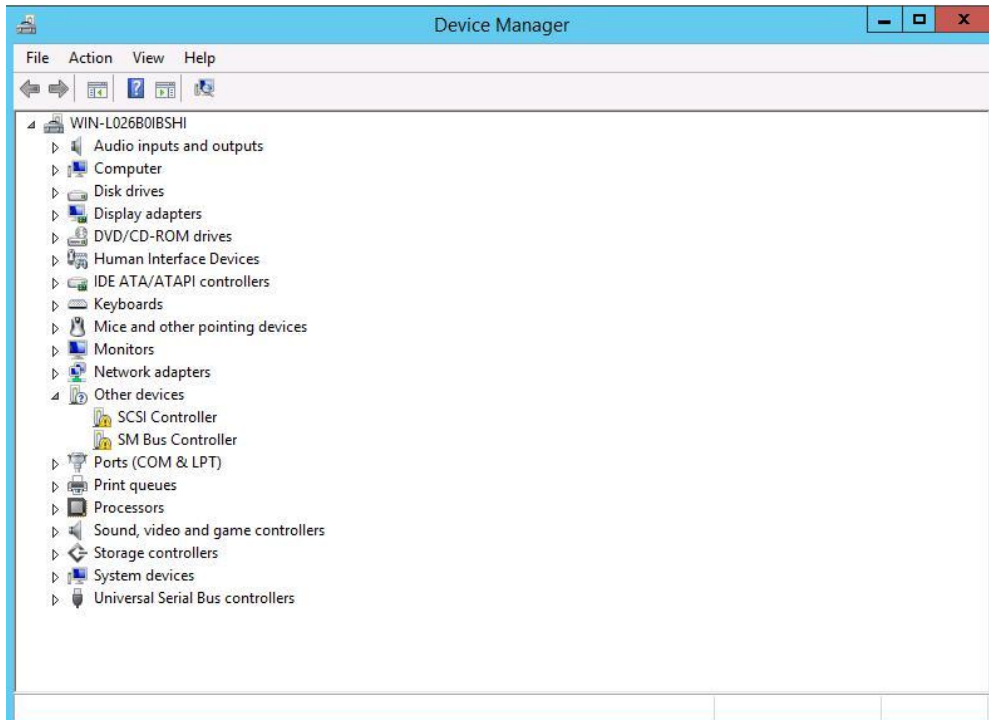 Device Manager
File Action View Help
WIN-L026B0IBSHI
Audio inputs and outputs
Computer
Disk drives
Display adapters
DVD/CD-ROM drives
Human Interface Devices
IDE ATA/ATAPI controllers
Keyboards
Mice and other pointing devices
Monitors
Network adapters
Other devices
SCSI Controller
SM Bus Controller
Ports (COM & LPT)
Print queues
Processors
Sound, video and game controllers
Storage controllers
System devices
Universal Serial Bus controllers